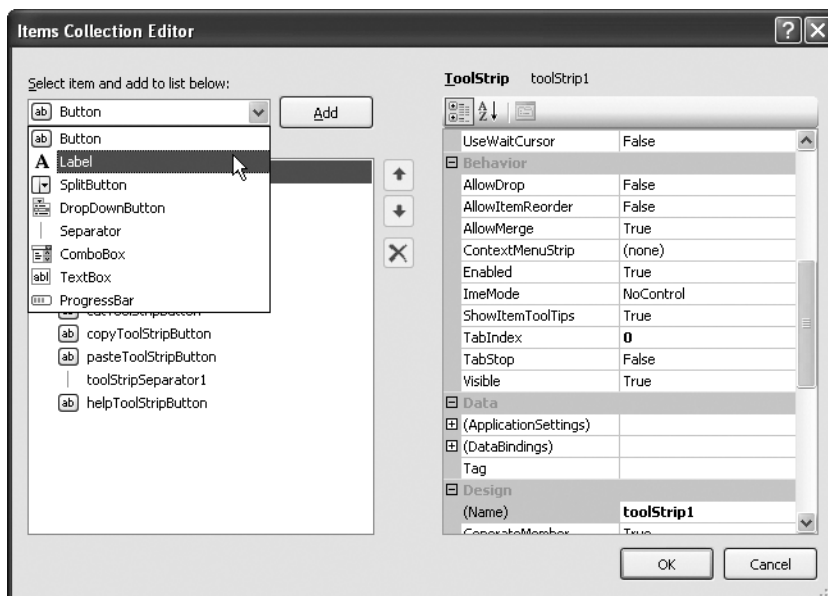 Items Collection Editor
Select item and add to list below:
Button
Add
Button
Label
SplitButton
DropDownButton
Separator
ComboBox
TextBox
ProgressBar
copyToolStripButton
pasteToolStripButton
toolStripSeparator1
helpToolStripButton
ToolStrip toolStrip1
UseWaitCursor False
Behavior
AllowDrop False
AllowItemReorder False
AllowMerge True
ContextMenuStrip (none)
Enabled True
ImeMode NoControl
ShowItemToolTips True
TabIndex 0
TabStop False
Visible True
Data
(ApplicationSettings)
(DataBindings)
Tag
Design
(Name) toolStrip1
OK Cancel